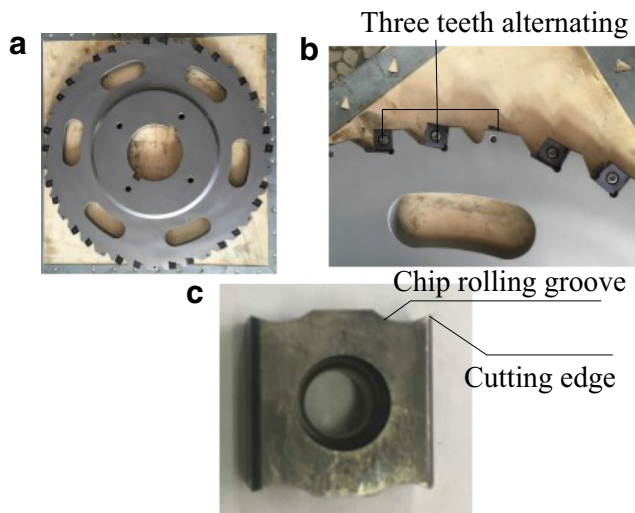 Three teeth alternating
a
b
Chip rolling groove
c
Cutting edge